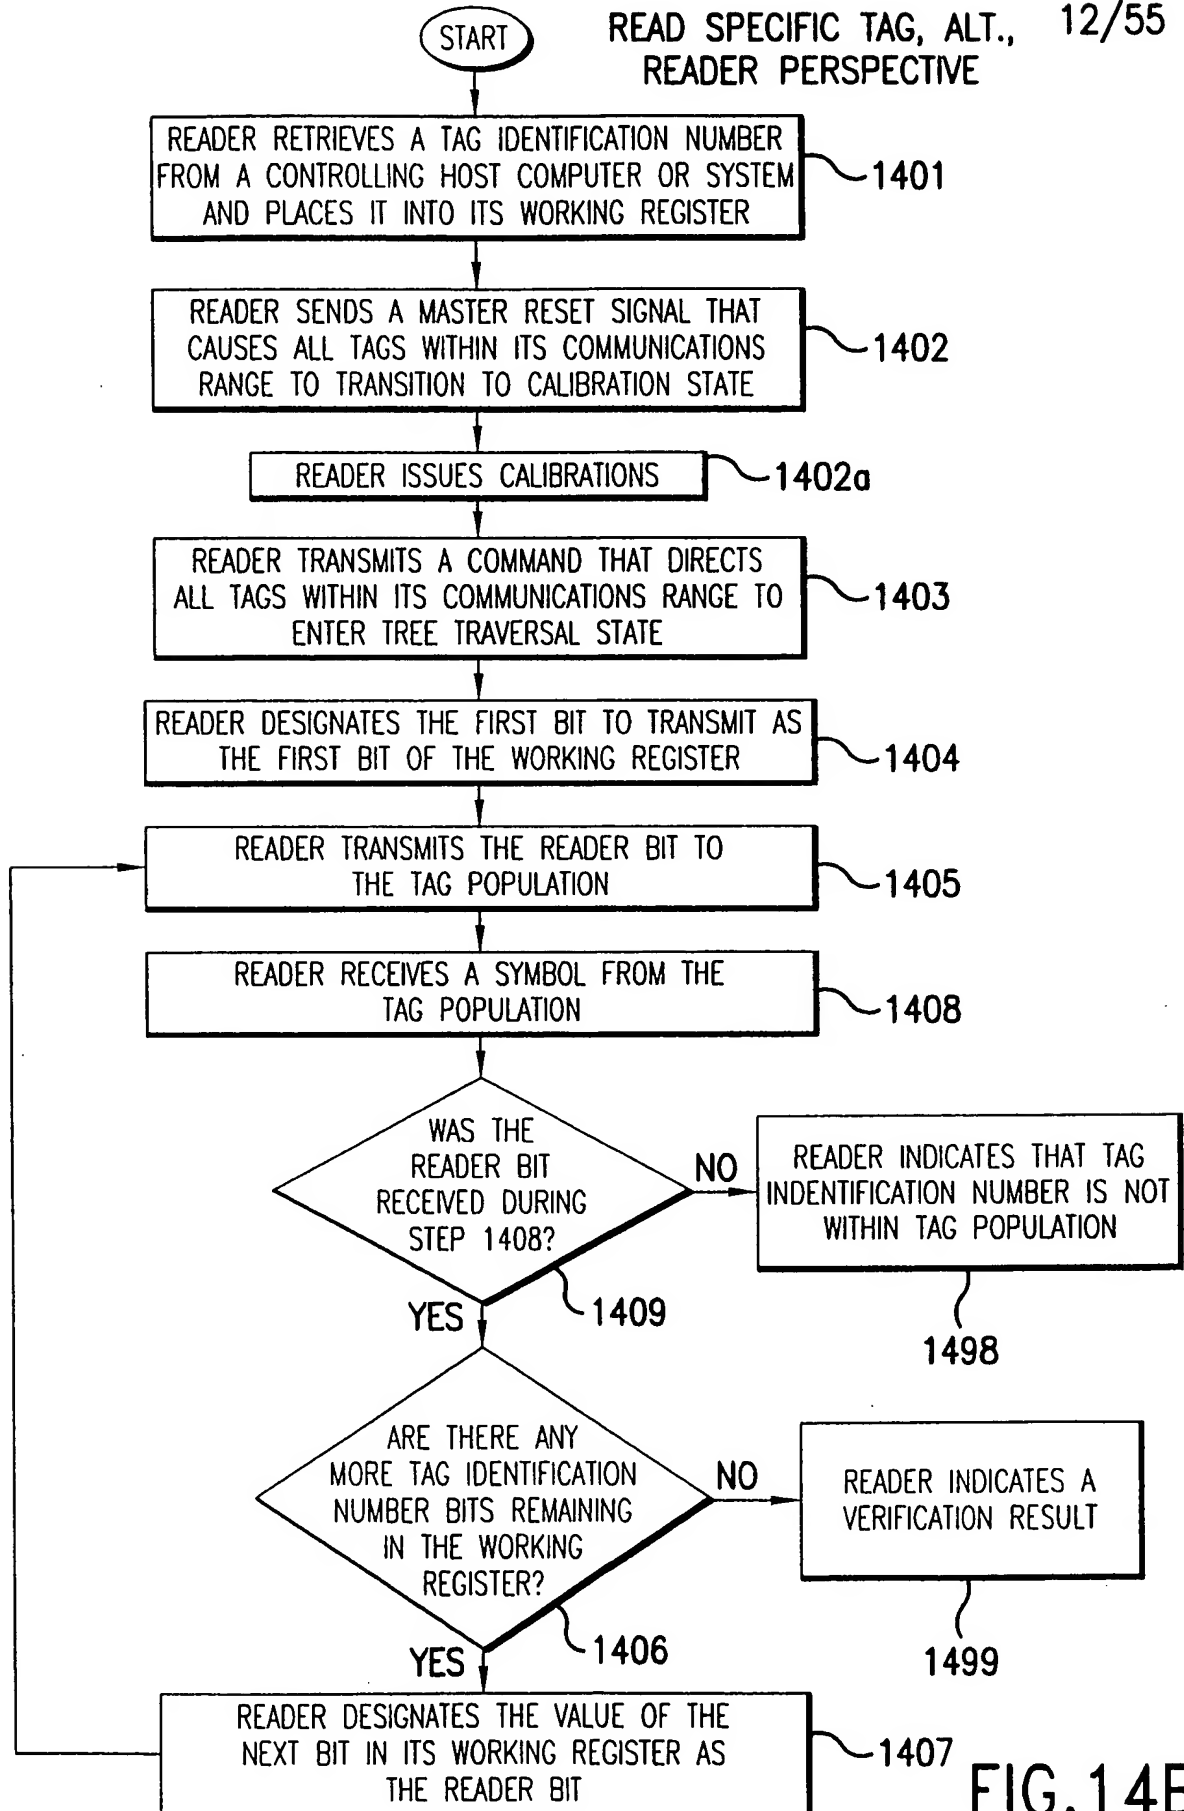 START
READ SPECIFIC TAG, ALT.,
READER PERSPECTIVE
12/55
READER RETRIEVES A TAG IDENTIFICATION NUMBER
FROM A CONTROLLING HOST COMPUTER OR SYSTEM
AND PLACES IT INTO ITS WORKING REGISTER
1401
READER SENDS A MASTER RESET SIGNAL THAT
CAUSES ALL TAGS WITHIN ITS COMMUNICATIONS
RANGE TO TRANSITION TO CALIBRATION STATE
1402
READER ISSUES CALIBRATIONS
1402a
READER TRANSMITS A COMMAND THAT DIRECTS
ALL TAGS WITHIN ITS COMMUNICATIONS RANGE TO
ENTER TREE TRAVERSAL STATE
1403
READER DESIGNATES THE FIRST BIT TO TRANSMIT AS
THE FIRST BIT OF THE WORKING REGISTER
1404
READER TRANSMITS THE READER BIT TO
THE TAG POPULATION
1405
READER RECEIVES A SYMBOL FROM THE
TAG POPULATION
1408
WAS THE
READER BIT
RECEIVED DURING
STEP 1408?
1409
NO
READER INDICATES THAT TAG
INDENTIFICATION NUMBER IS NOT
WITHIN TAG POPULATION
1498
YES
ARE THERE ANY
MORE TAG IDENTIFICATION
NUMBER BITS REMAINING
IN THE WORKING
REGISTER?
1406
NO
READER INDICATES A
VERIFICATION RESULT
1499
YES
READER DESIGNATES THE VALUE OF THE
NEXT BIT IN ITS WORKING REGISTER AS
THE READER BIT
1407
FIG.14B